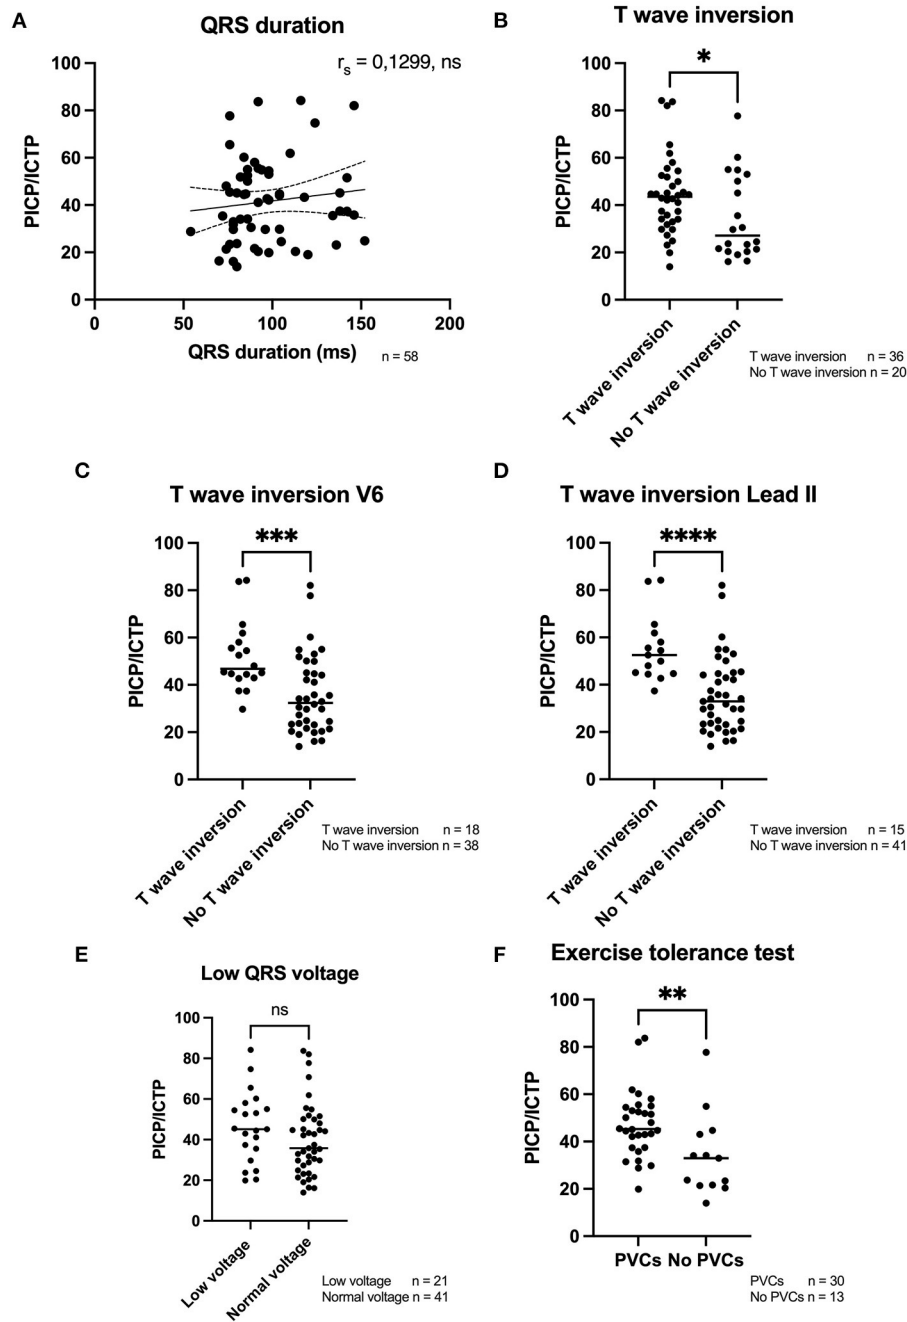 A
QRS duration
rs = 0,1299, ns
PICP/ICTP
100
80
60
40
20
0
0 50 100 150 200
QRS duration (ms)
n = 58
B
T wave inversion
*
PICP/ICTP
100
80
60
40
20
0
T wave inversion
No T wave inversion
T wave inversion n = 36
No T wave inversion n = 20
C
T wave inversion V6
***
PICP/ICTP
100
80
60
40
20
0
T wave inversion
No T wave inversion
T wave inversion n = 18
No T wave inversion n = 38
D
T wave inversion Lead II
****
PICP/ICTP
100
80
60
40
20
0
T wave inversion
No T wave inversion
T wave inversion n = 15
No T wave inversion n = 41
E
Low QRS voltage
ns
PICP/ICTP
100
80
60
40
20
0
Low voltage
Normal voltage
Low voltage n = 21
Normal voltage n = 41
F
Exercise tolerance test
**
PICP/ICTP
100
80
60
40
20
0
PVCs No PVCs
PVCs n = 30
No PVCs n = 13